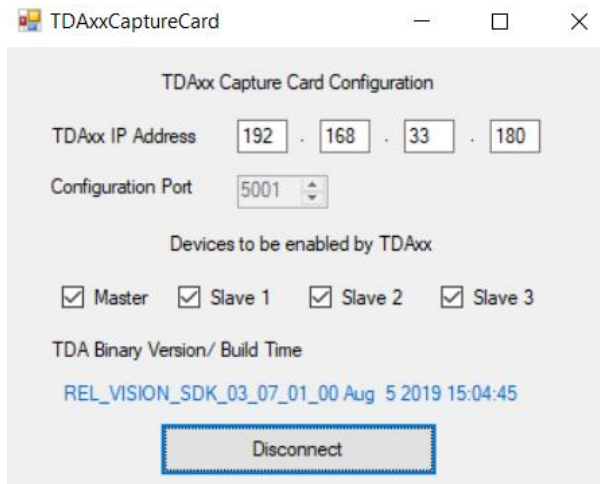 TDAxxCaptureCard
TDAxx Capture Card Configuration
TDAxx IP Address 192 . 168 . 33 . 180
Configuration Port 5001
Devices to be enabled by TDAxx
Master Slave 1 Slave 2 Slave 3
TDA Binary Version/ Build Time
REL_VISION_SDK_03_07_01_00 Aug  5 2019 15:04:45
Disconnect